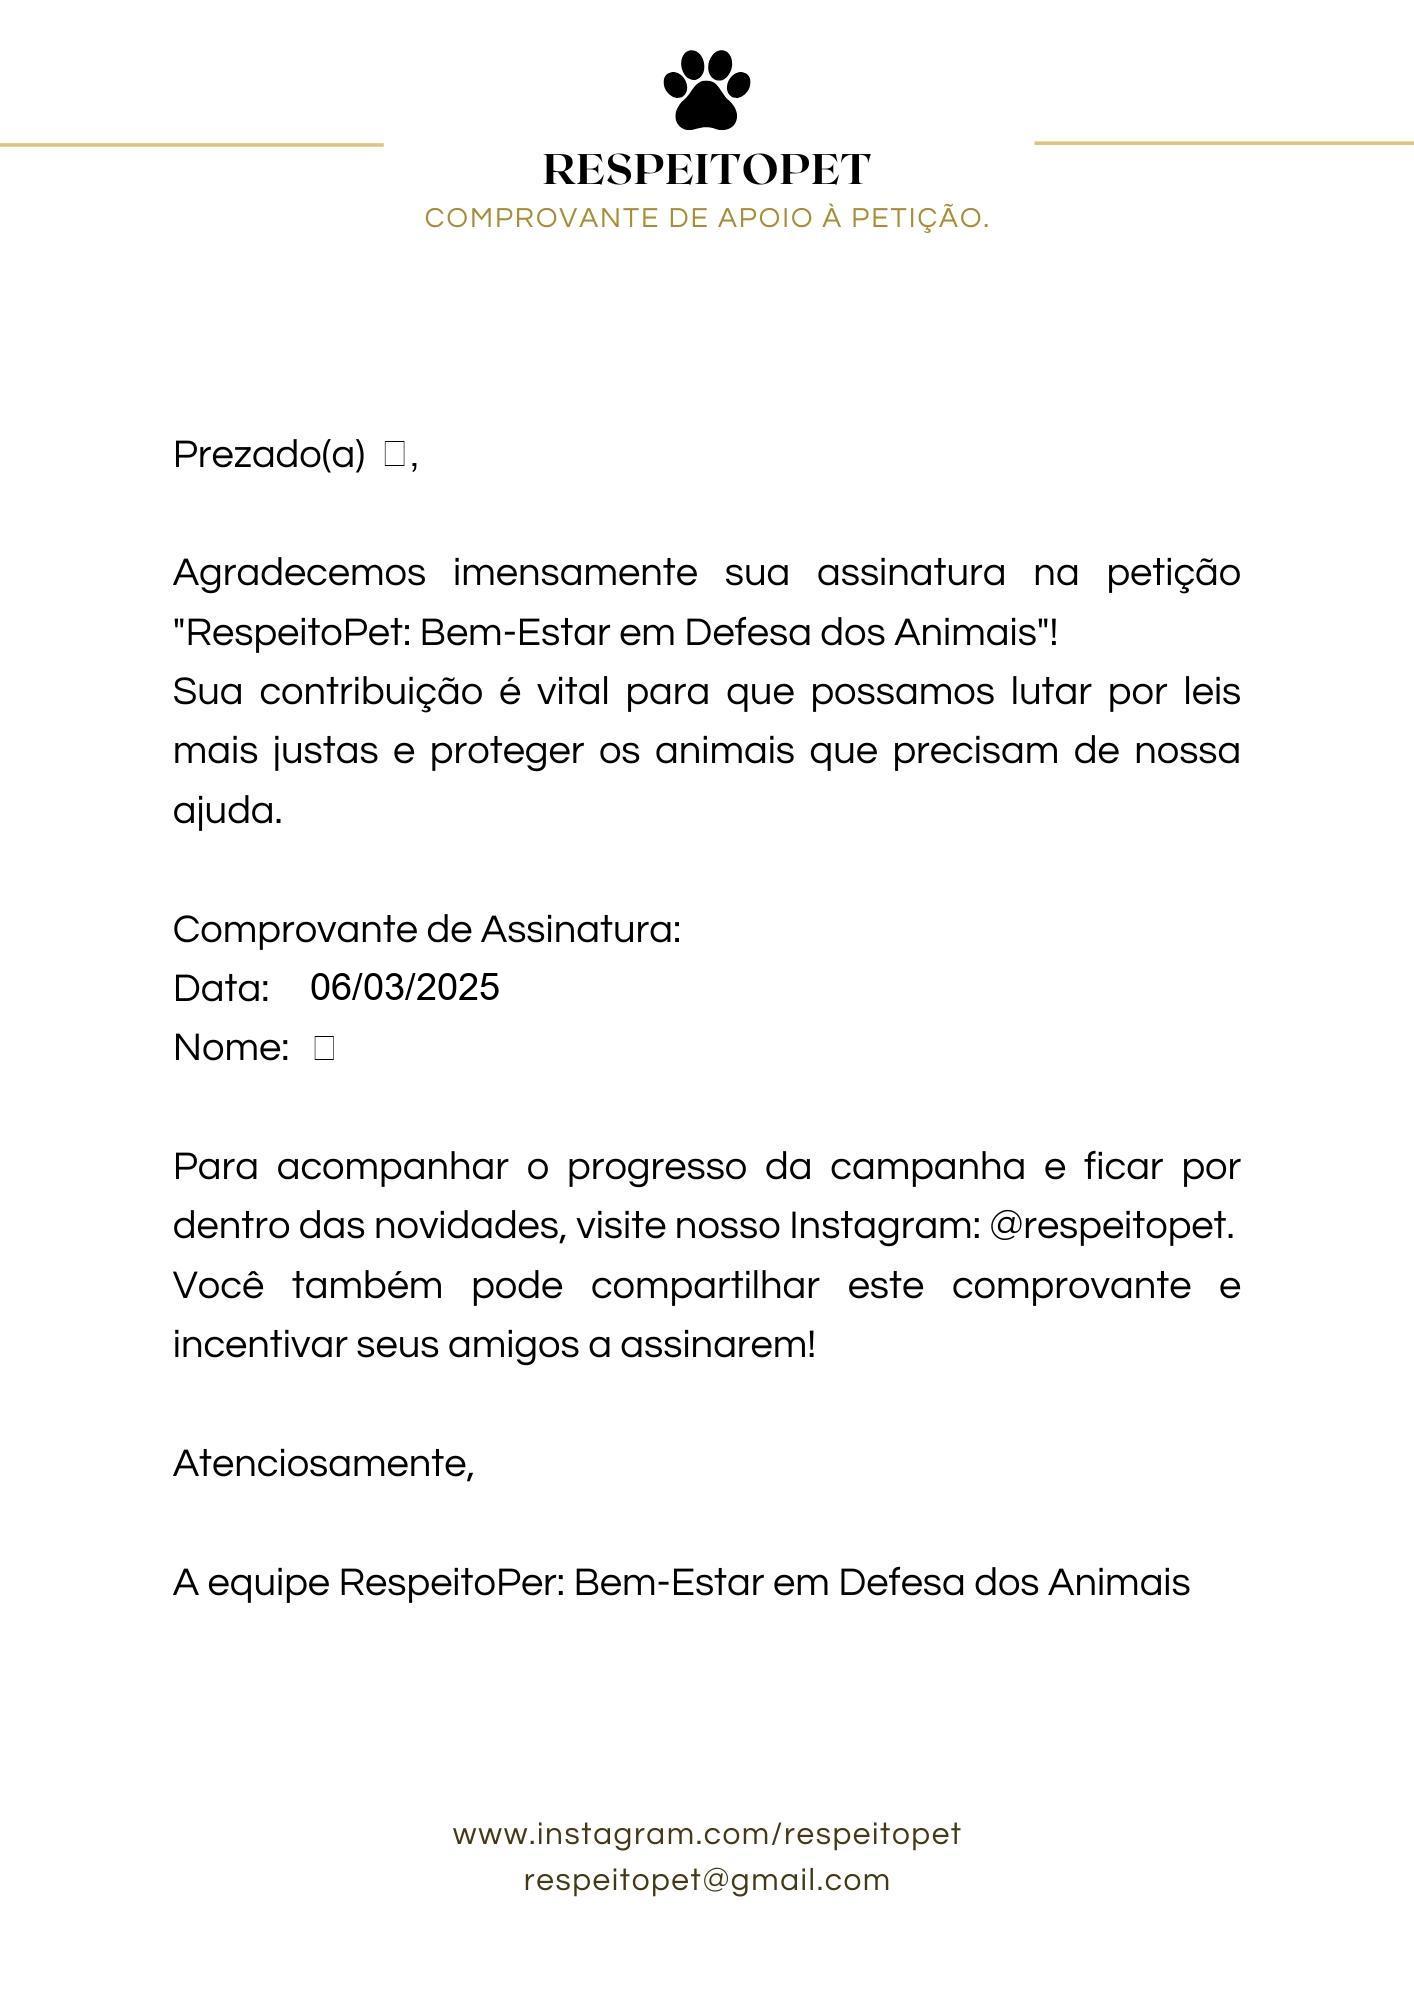 RESPEITOPET
COMPROVANTE DE APOIO À PETIÇÃO.
Prezado(a) □,
Agradecemos imensamente sua assinatura na petição
"RespeitoPet: Bem-Estar em Defesa dos Animais"!
Sua contribuição é vital para que possamos lutar por leis
mais justas e proteger os animais que precisam de nossa
ajuda.
Comprovante de Assinatura:
Data: 06/03/2025
Nome: □
Para acompanhar o progresso da campanha e ficar por
dentro das novidades, visite nosso Instagram: @respeitopet.
Você também pode compartilhar este comprovante e
incentivar seus amigos a assinarem!
Atenciosamente,
A equipe RespeitoPer: Bem-Estar em Defesa dos Animais
www.instagram.com/respeitopet
respeitopet@gmail.com